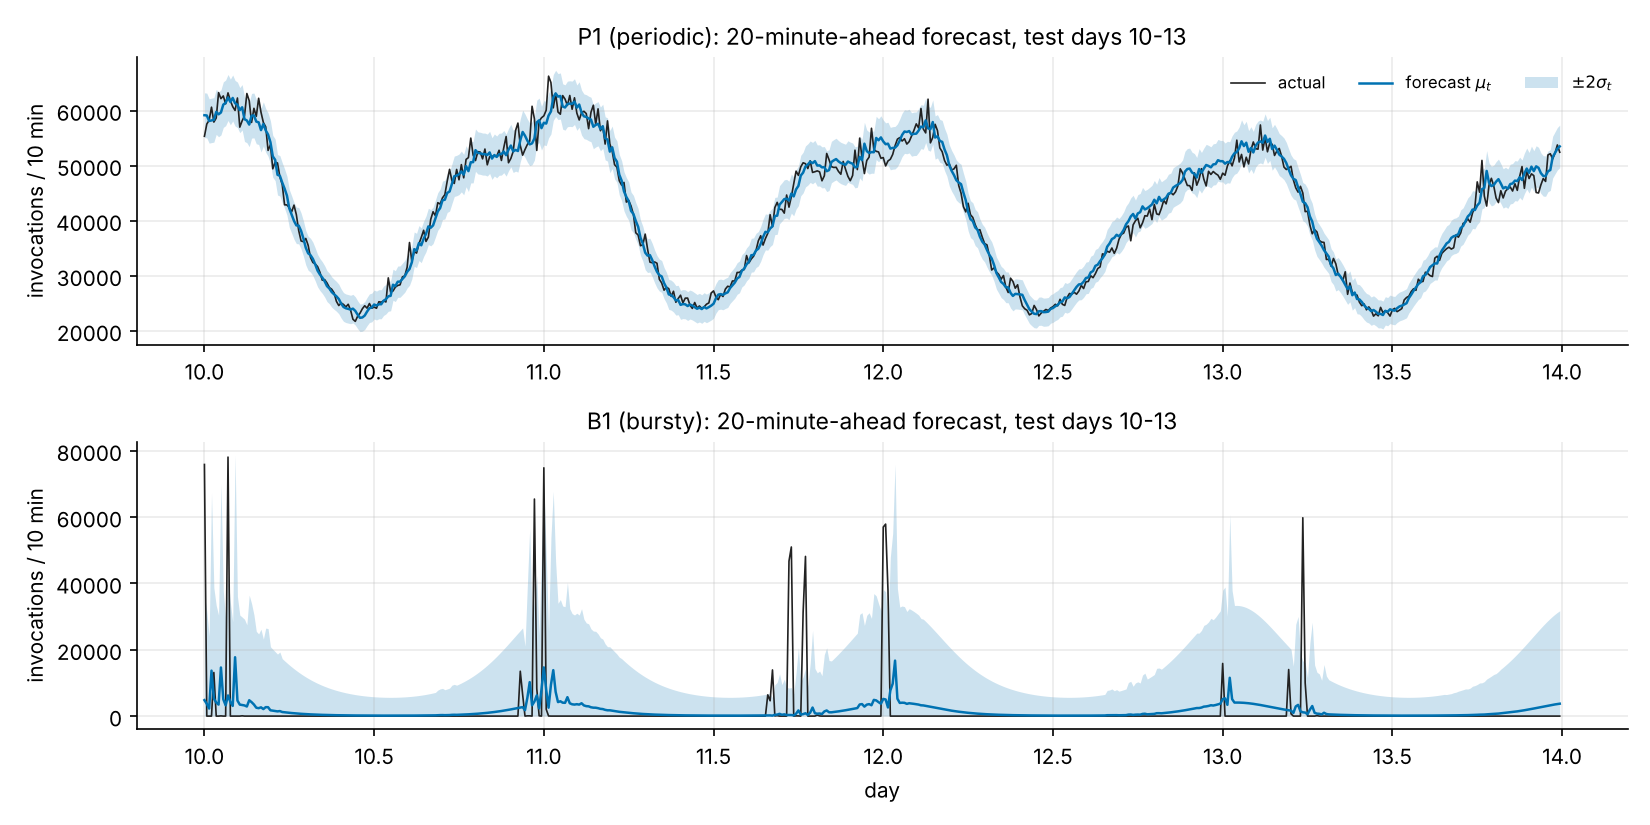 P1 (periodic): 20-minute-ahead forecast, test days 10-13
actual forecast μt ±2σt
invocations / 10 min
60000
50000
40000
30000
20000
10.0 10.5 11.0 11.5 12.0 12.5 13.0 13.5 14.0
B1 (bursty): 20-minute-ahead forecast, test days 10-13
invocations / 10 min
80000
60000
40000
20000
0
10.0 10.5 11.0 11.5 12.0 12.5 13.0 13.5 14.0
day